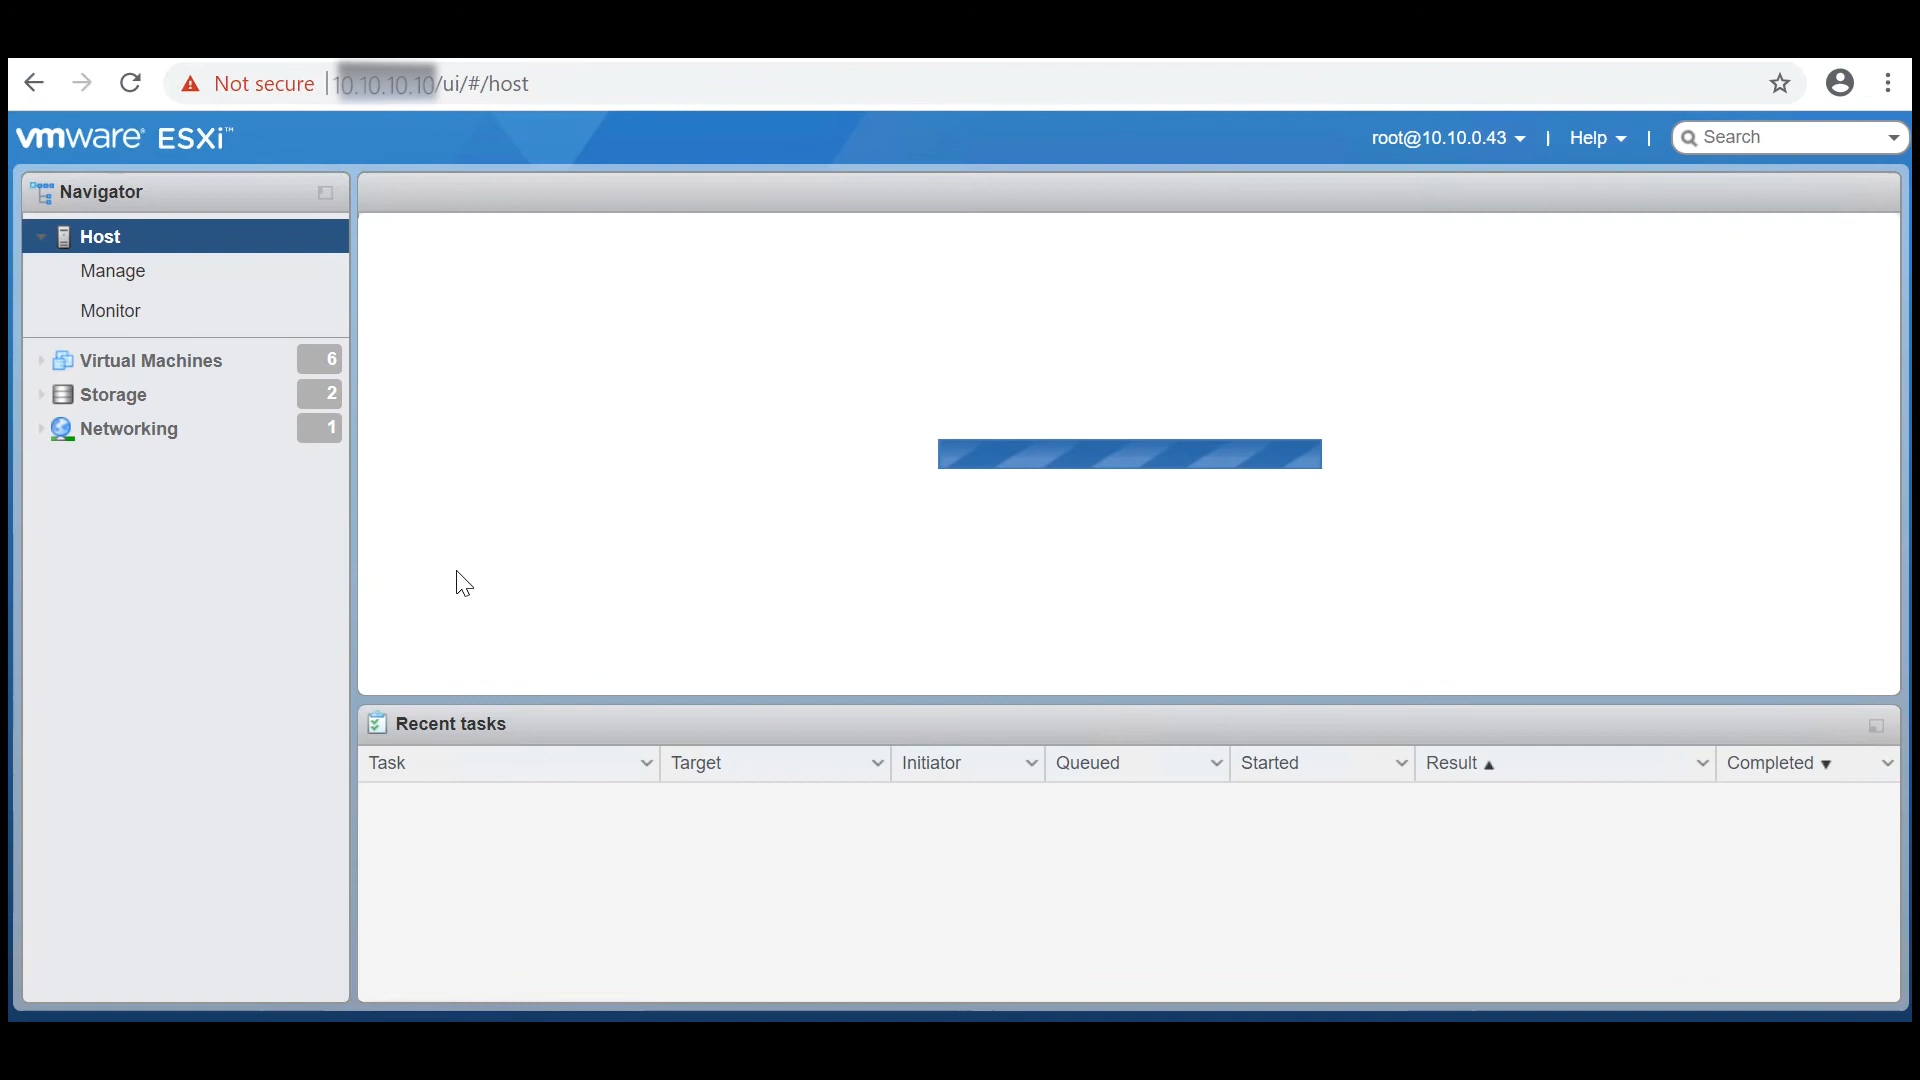 Not secure | 10.10.10.10/ui/#/host
vmware® ESXi™
root@10.10.0.43 | Help | Search
Navigator
Host
Manage
Monitor
Virtual Machines 6
Storage 2
Networking 1
Recent tasks
Task Target Initiator Queued Started Result ▲ Completed ▼